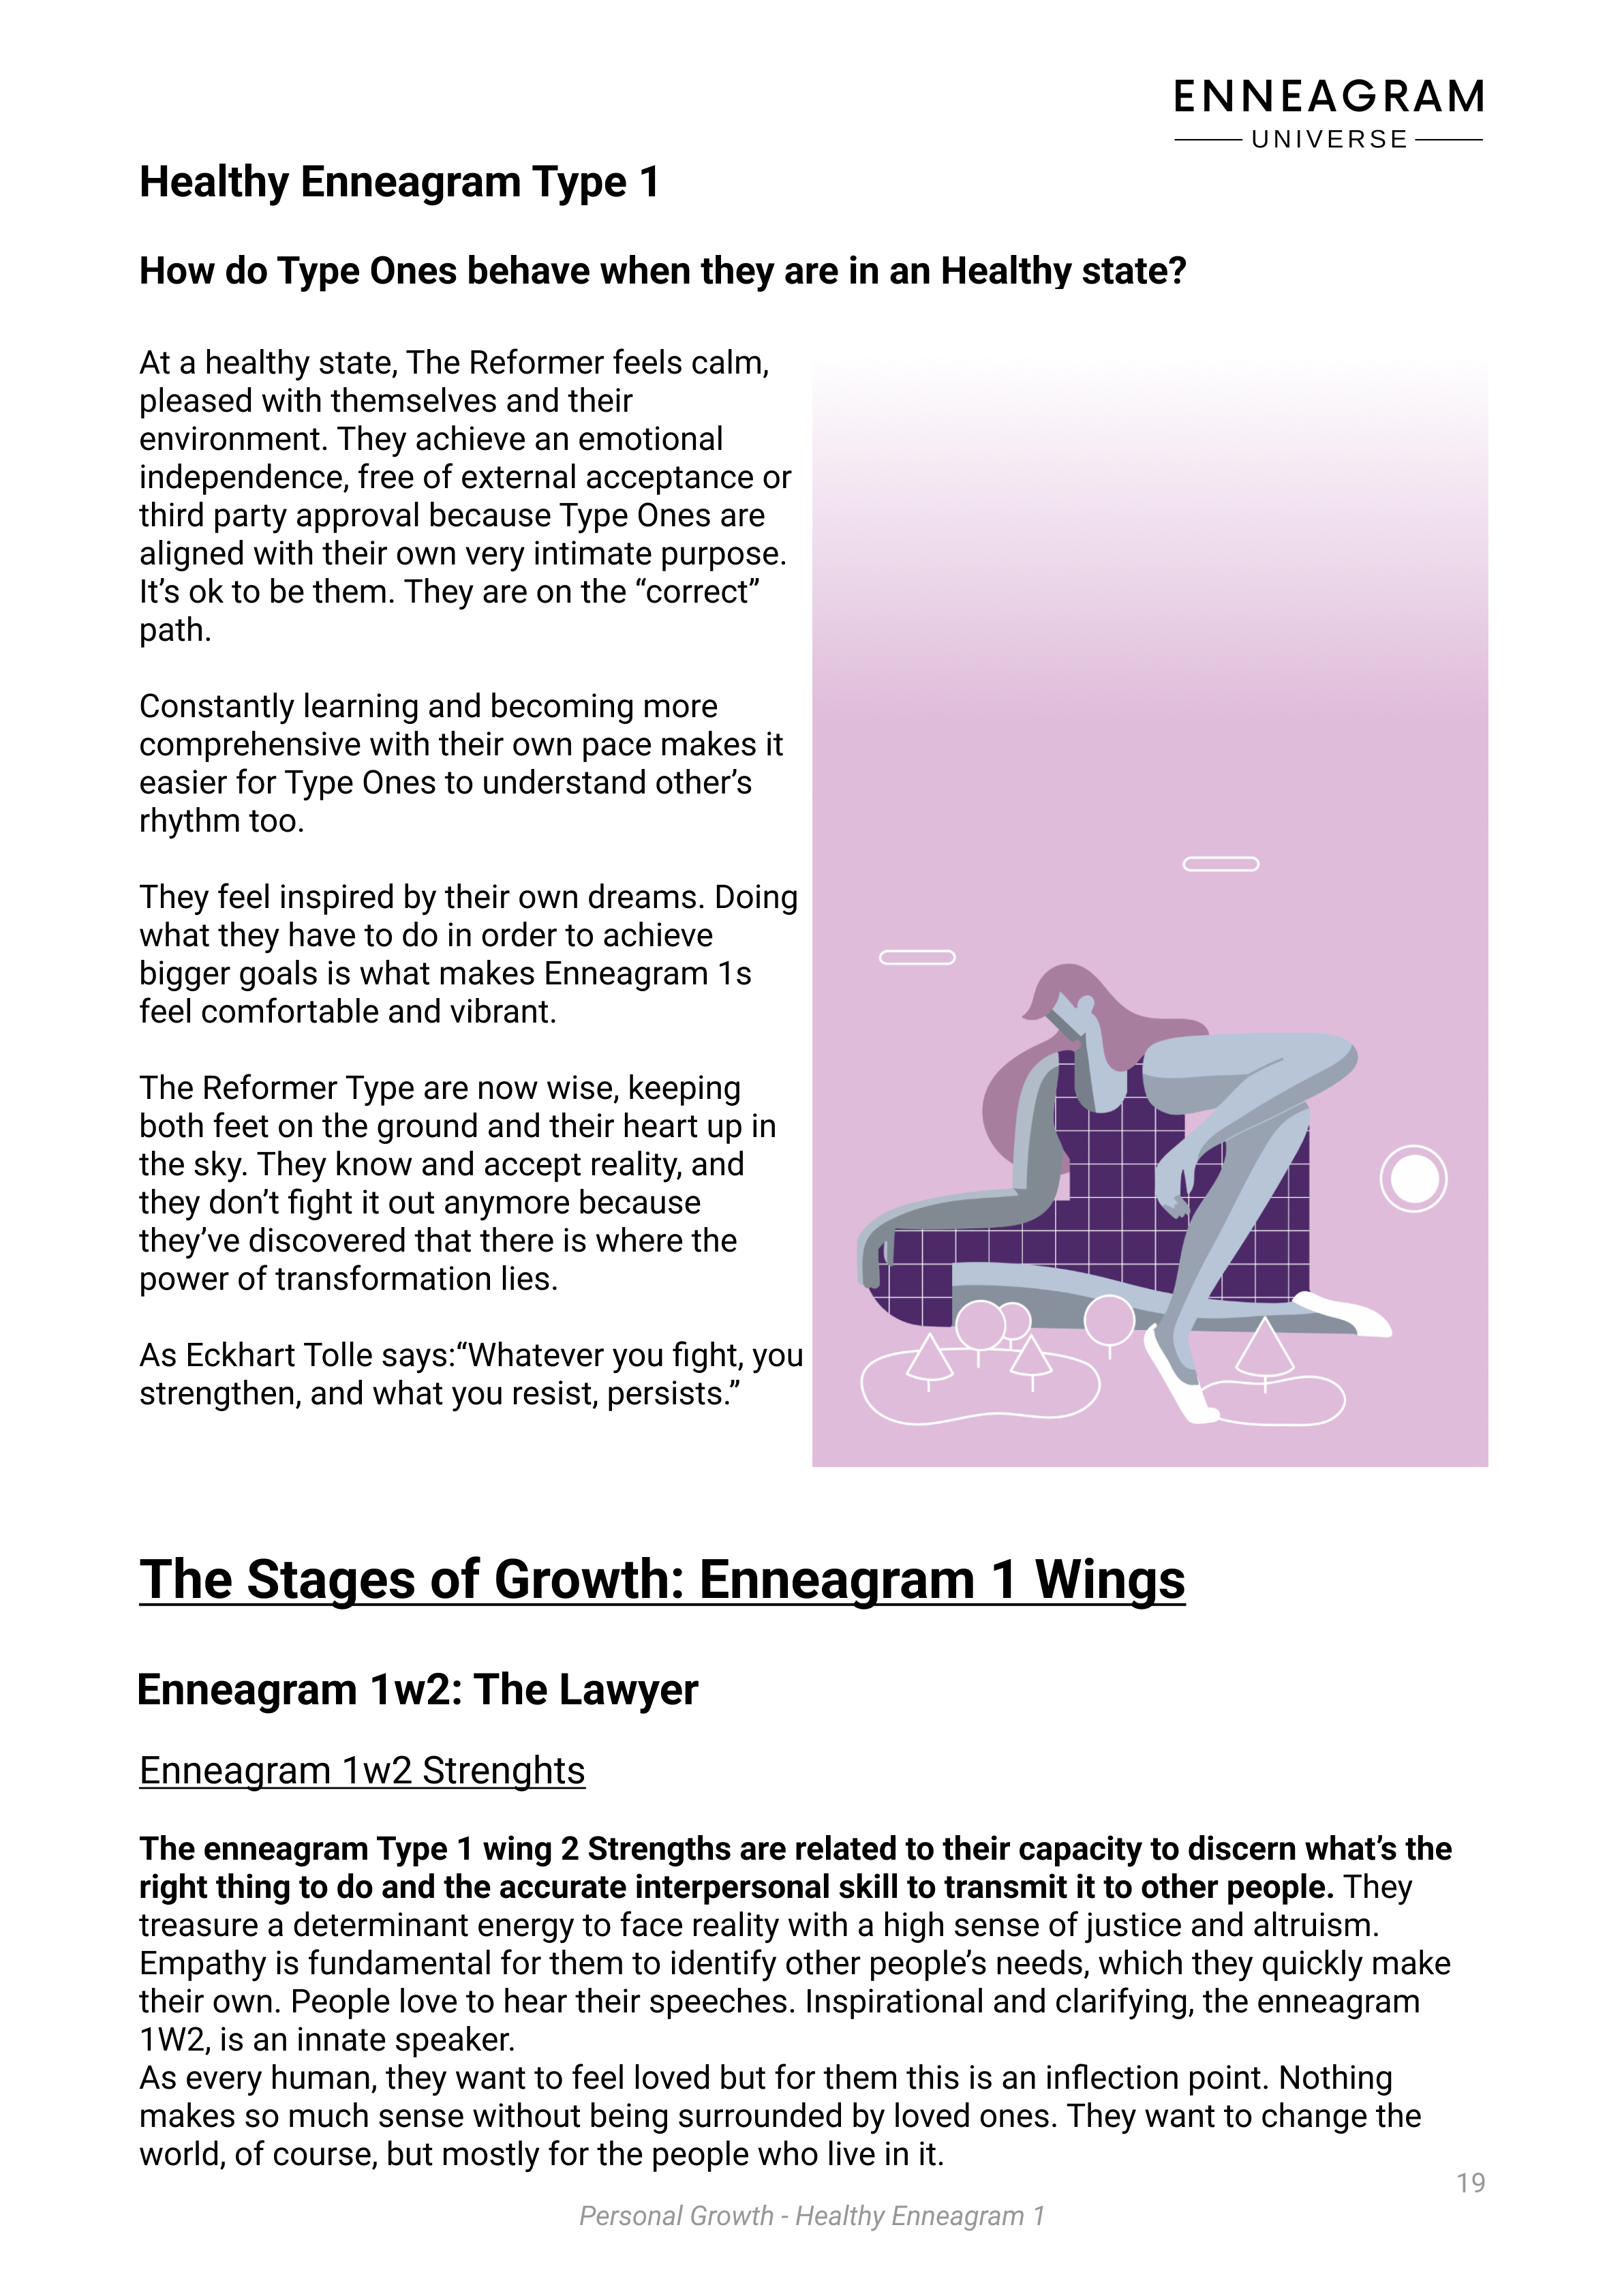 ENNEAGRAM
UNIVERSE
Healthy Enneagram Type 1
How do Type Ones behave when they are in an Healthy state?
At a healthy state, The Reformer feels calm,
pleased with themselves and their
environment. They achieve an emotional
independence, free of external acceptance or
third party approval because Type Ones are
aligned with their own very intimate purpose.
It’s ok to be them. They are on the “correct”
path.
Constantly learning and becoming more
comprehensive with their own pace makes it
easier for Type Ones to understand other’s
rhythm too.
They feel inspired by their own dreams. Doing
what they have to do in order to achieve
bigger goals is what makes Enneagram 1s
feel comfortable and vibrant.
The Reformer Type are now wise, keeping
both feet on the ground and their heart up in
the sky. They know and accept reality, and
they don’t fight it out anymore because
they’ve discovered that there is where the
power of transformation lies.
As Eckhart Tolle says:“Whatever you fight, you
strengthen, and what you resist, persists.”
The Stages of Growth: Enneagram 1 Wings
Enneagram 1w2: The Lawyer
Enneagram 1w2 Strenghts
The enneagram Type 1 wing 2 Strengths are related to their capacity to discern what’s the
right thing to do and the accurate interpersonal skill to transmit it to other people. They
treasure a determinant energy to face reality with a high sense of justice and altruism.
Empathy is fundamental for them to identify other people’s needs, which they quickly make
their own. People love to hear their speeches. Inspirational and clarifying, the enneagram
1W2, is an innate speaker.
As every human, they want to feel loved but for them this is an inflection point. Nothing
makes so much sense without being surrounded by loved ones. They want to change the
world, of course, but mostly for the people who live in it.
19
Personal Growth - Healthy Enneagram 1